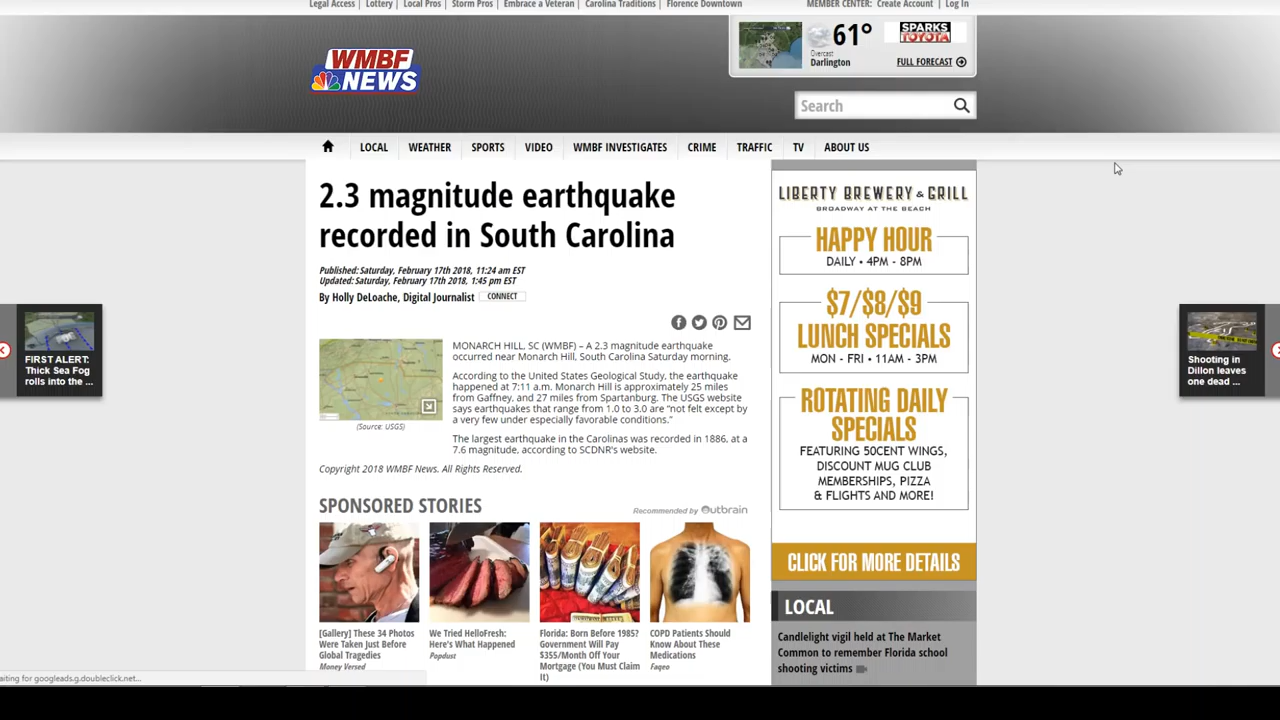 Legal Access | Lottery | Local Pros | Storm Pros | Embrace a Veteran | Carolina Traditions | Florence Downtown
MEMBER CENTER: Create Account | Log In
WMBF
NEWS
61°
Overcast
Darlington
SPARKS
TOYOTA
FULL FORECAST
Search
LOCAL
WEATHER
SPORTS
VIDEO
WMBF INVESTIGATES
CRIME
TRAFFIC
TV
ABOUT US
2.3 magnitude earthquake
recorded in South Carolina
Published: Saturday, February 17th 2018, 11:24 am EST
Updated: Saturday, February 17th 2018, 1:45 pm EST
By Holly DeLoache, Digital Journalist
CONNECT
(Source: USGS)
MONARCH HILL, SC (WMBF) – A 2.3 magnitude earthquake
occurred near Monarch Hill, South Carolina Saturday morning.
According to the United States Geological Study, the earthquake
happened at 7:11 a.m. Monarch Hill is approximately 25 miles
from Gaffney, and 27 miles from Spartanburg. The USGS website
says earthquakes that range from 1.0 to 3.0 are “not felt except by
a very few under especially favorable conditions.”
The largest earthquake in the Carolinas was recorded in 1886, at a
7.6 magnitude, according to SCDNR's website.
Copyright 2018 WMBF News. All Rights Reserved.
SPONSORED STORIES
Recommended by Outbrain
[Gallery] These 34 Photos
Were Taken Just Before
Global Tragedies
Money Versed
We Tried HelloFresh:
Here's What Happened
Popdust
Florida: Born Before 1985?
Government Will Pay
$355/Month Off Your
Mortgage (You Must Claim
It)
COPD Patients Should
Know About These
Medications
Faqeo
LIBERTY BREWERY & GRILL
BROADWAY AT THE BEACH
HAPPY HOUR
DAILY • 4PM - 8PM
$7/$8/$9
LUNCH SPECIALS
MON - FRI • 11AM - 3PM
ROTATING DAILY
SPECIALS
FEATURING 50CENT WINGS,
DISCOUNT MUG CLUB
MEMBERSHIPS, PIZZA
& FLIGHTS AND MORE!
CLICK FOR MORE DETAILS
LOCAL
Candlelight vigil held at The Market
Common to remember Florida school
shooting victims
FIRST ALERT:
Thick Sea Fog
rolls into the ...
Shooting in
Dillon leaves
one dead ...
aiting for googleads.g.doubleclick.net...